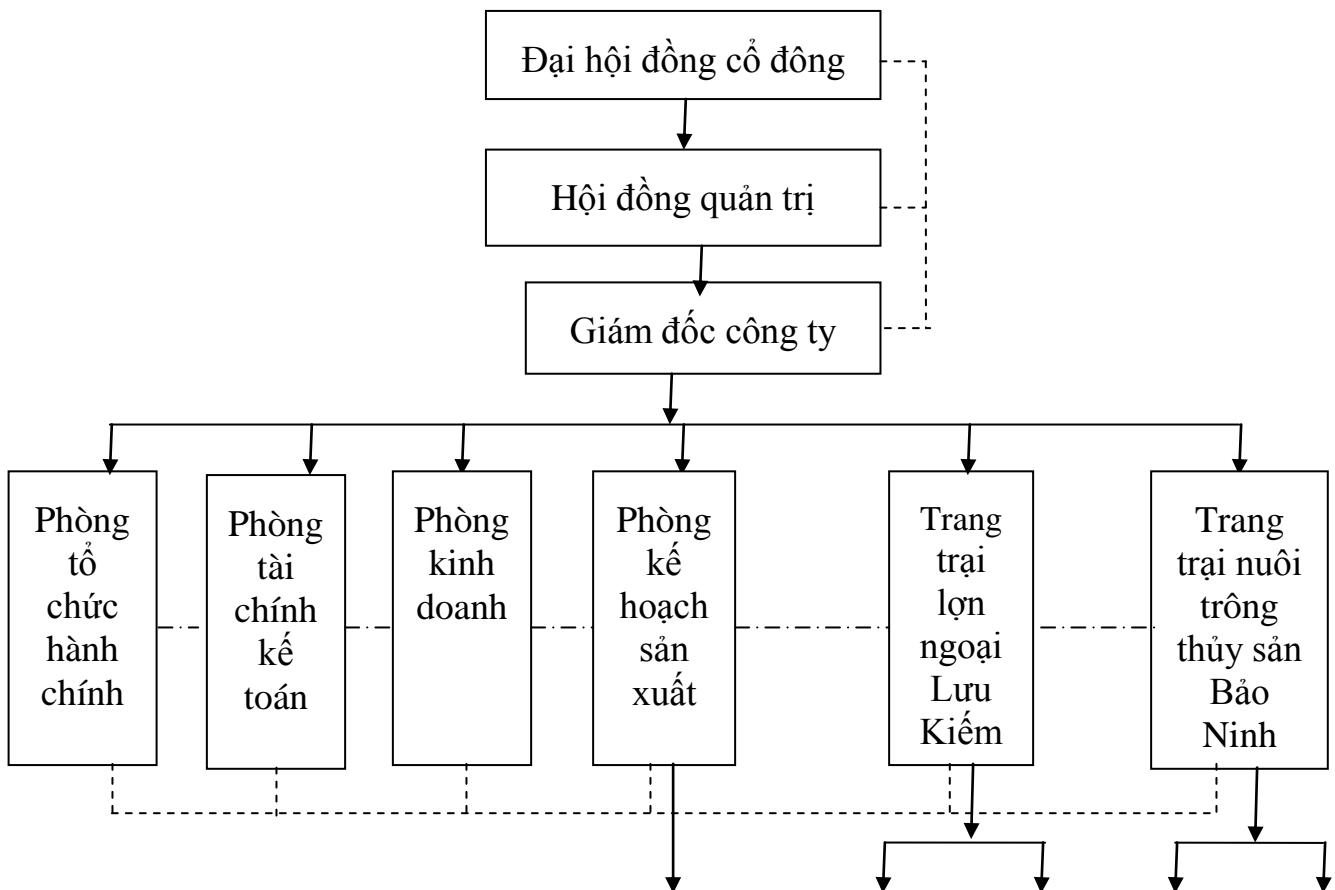 Đại hội đồng cổ đông
Hội đồng quản trị
Giám đốc công ty
Phòng
tổ
chức
hành
chính
Phòng
tài
chính
kế
toán
Phòng
kinh
doanh
Phòng
kế
hoạch
sản
xuất
Trang
trại
lợn
ngoại
Lưu
Kiếm
Trang
trại nuôi
trông
thủy sản
Bảo
Ninh